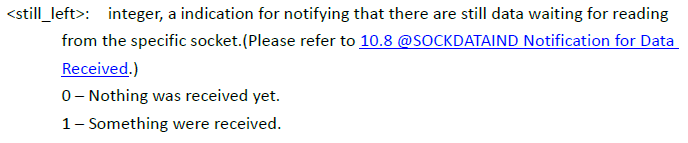 <still_left>: integer, a indication for notifying that there are still data waiting for reading
from the specific socket.(Please refer to 10.8 @SOCKDATAIND Notification for Data
Received.)
0 – Nothing was received yet.
1 – Something were received.